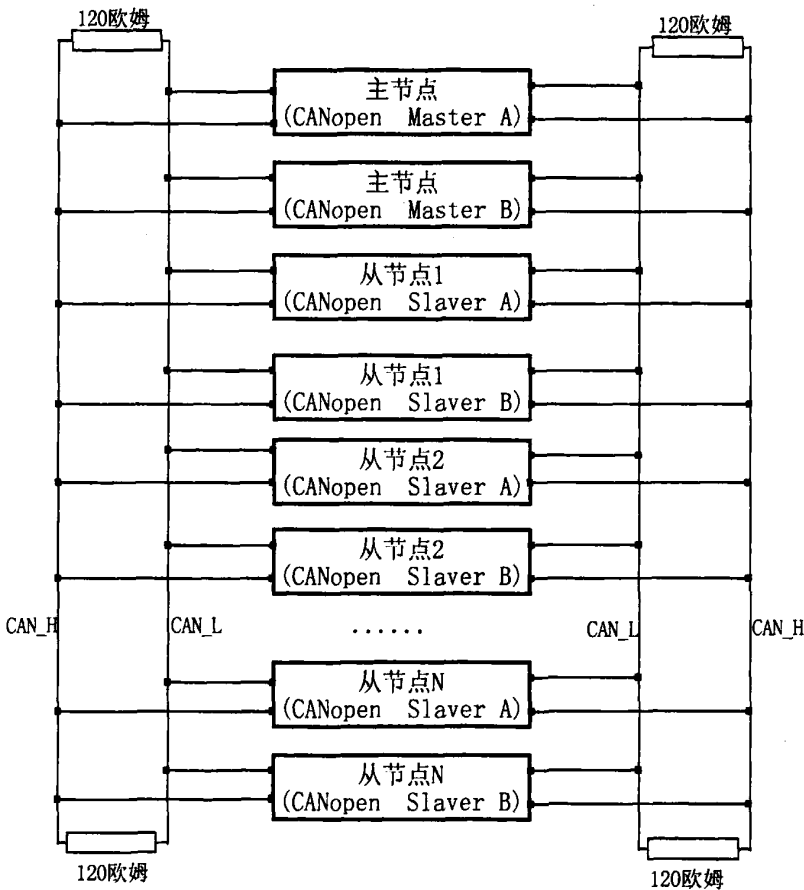 120欧姆
120欧姆
主节点
(CANopen Master A)
主节点
(CANopen Master B)
从节点1
(CANopen Slaver A)
从节点1
(CANopen Slaver B)
从节点2
(CANopen Slaver A)
从节点2
(CANopen Slaver B)
CAN_H
CAN_L
......
CAN_L
CAN_H
从节点N
(CANopen Slaver A)
从节点N
(CANopen Slaver B)
120欧姆
120欧姆